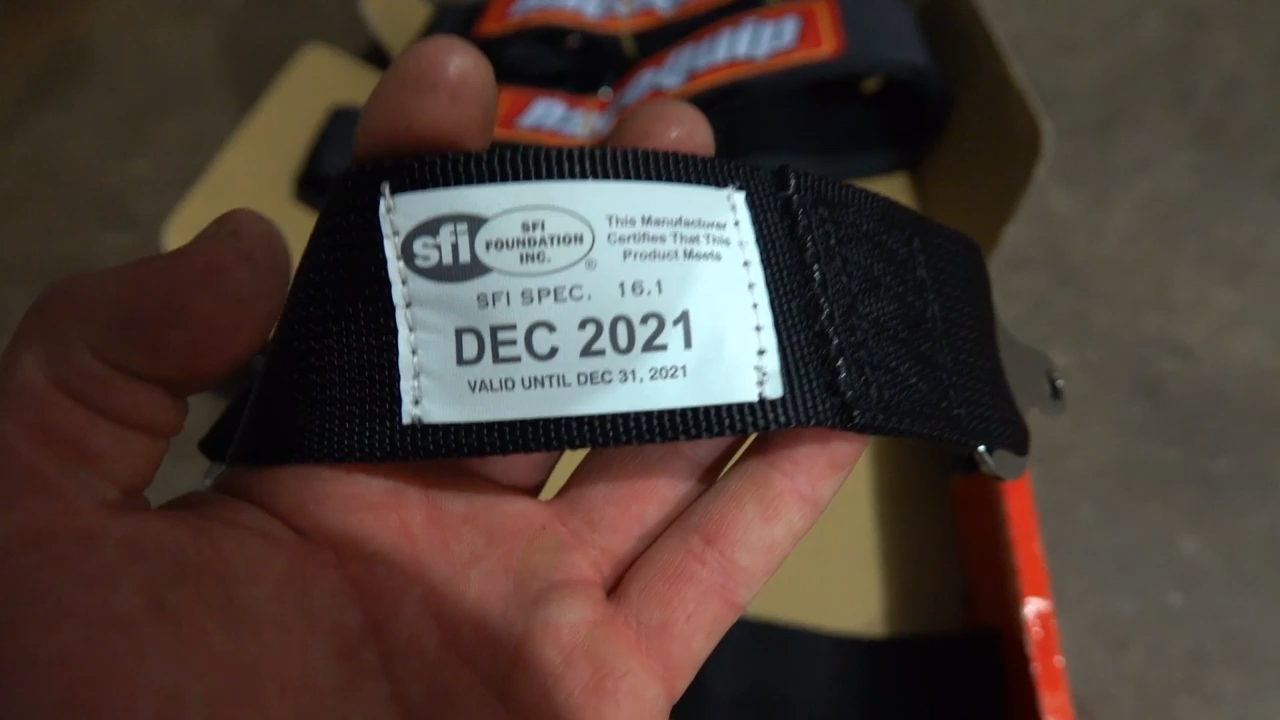 sfi
SFI
FOUNDATION
INC.
®
This Manufacturer
Certifies That This
Product Meets
SFI SPEC. 16.1
DEC 2021
VALID UNTIL DEC 31, 2021